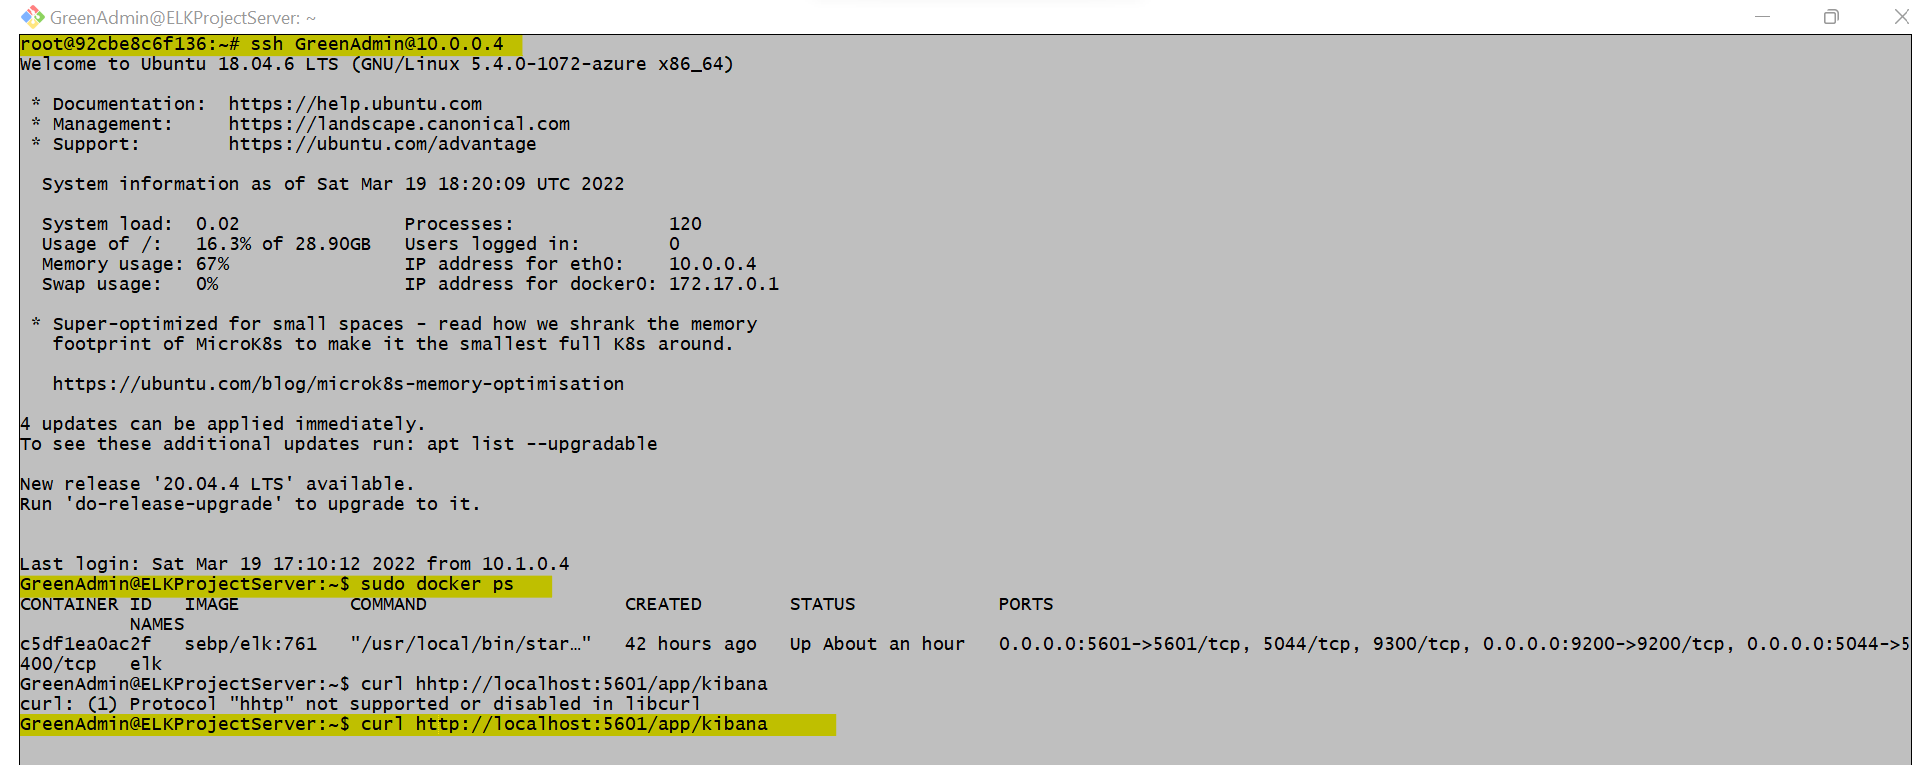 GreenAdmin@ELKProjectServer: ~
root@92cbe8c6f136:~# ssh GreenAdmin@10.0.0.4
Welcome to Ubuntu 18.04.6 LTS (GNU/Linux 5.4.0-1072-azure x86_64)
* Documentation:  https://help.ubuntu.com
* Management:     https://landscape.canonical.com
* Support:        https://ubuntu.com/advantage
System information as of Sat Mar 19 18:20:09 UTC 2022
System load:  0.02               Processes:              120
Usage of /:   16.3% of 28.90GB   Users logged in:        0
Memory usage: 67%                IP address for eth0:    10.0.0.4
Swap usage:   0%                 IP address for docker0: 172.17.0.1
* Super-optimized for small spaces - read how we shrank the memory
footprint of MicroK8s to make it the smallest full K8s around.
https://ubuntu.com/blog/microk8s-memory-optimisation
4 updates can be applied immediately.
To see these additional updates run: apt list --upgradable
New release '20.04.4 LTS' available.
Run 'do-release-upgrade' to upgrade to it.
Last login: Sat Mar 19 17:10:12 2022 from 10.1.0.4
GreenAdmin@ELKProjectServer:~$ sudo docker ps
CONTAINER ID   IMAGE          COMMAND                  CREATED         STATUS             PORTS
NAMES
c5df1ea0ac2f   sebp/elk:761   "/usr/local/bin/star…"   42 hours ago   Up About an hour   0.0.0.0:5601->5601/tcp, 5044/tcp, 9300/tcp, 0.0.0.0:9200->9200/tcp, 0.0.0.0:5044->5
400/tcp   elk
GreenAdmin@ELKProjectServer:~$ curl hhtp://localhost:5601/app/kibana
curl: (1) Protocol "hhtp" not supported or disabled in libcurl
GreenAdmin@ELKProjectServer:~$ curl http://localhost:5601/app/kibana